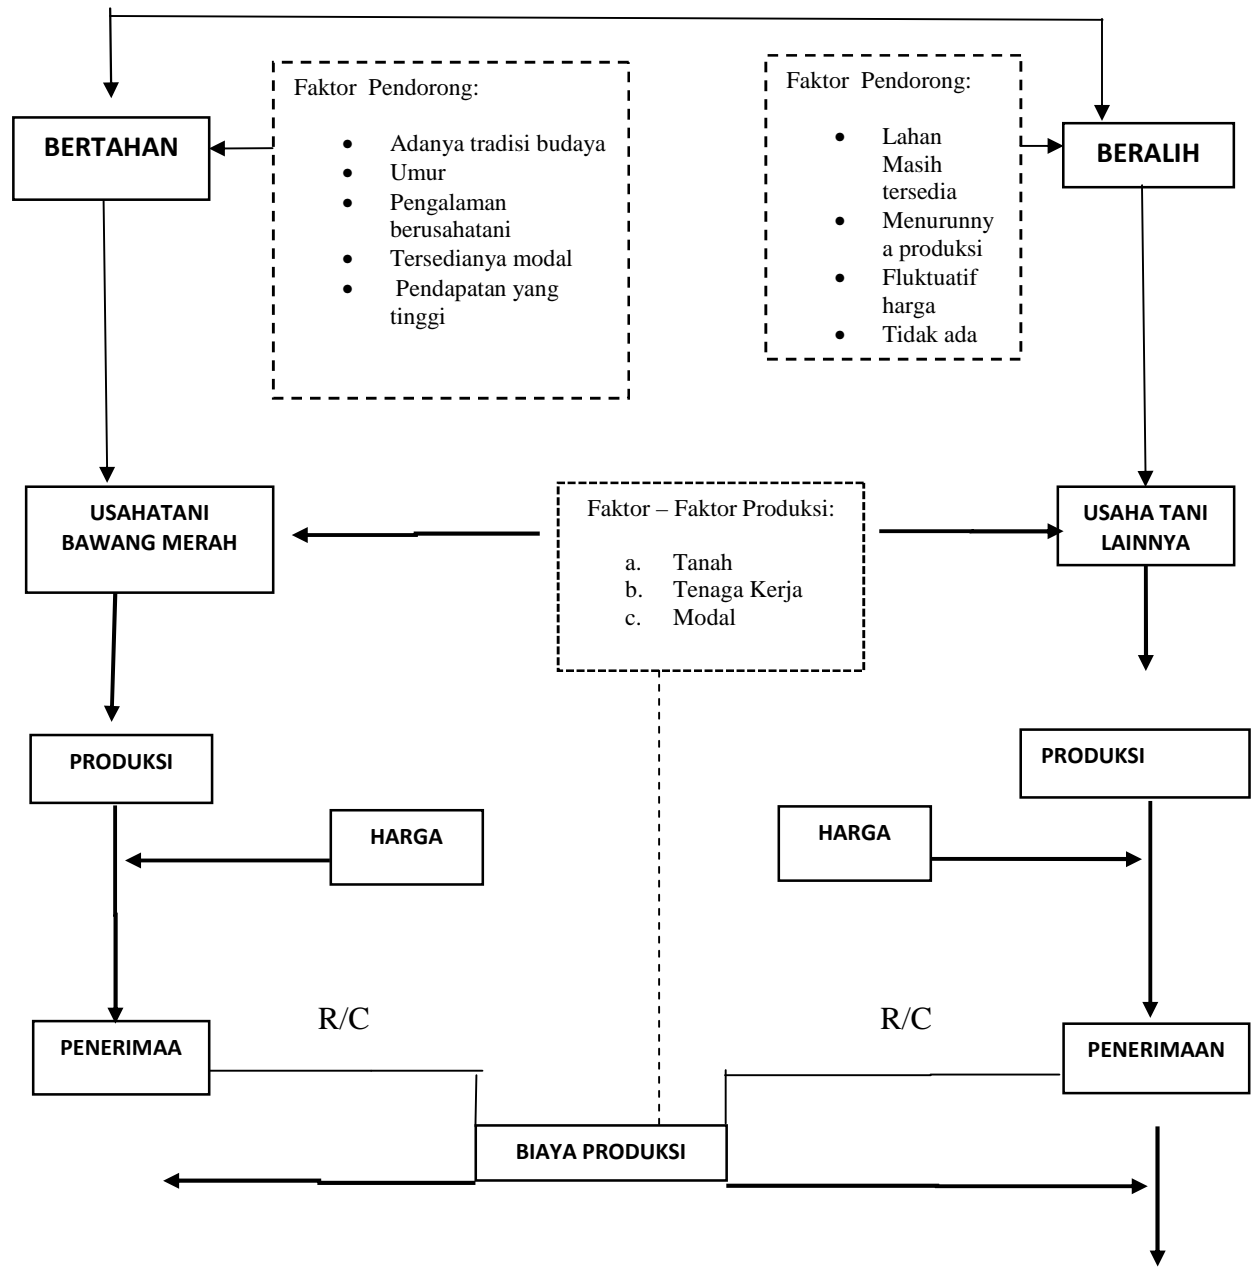 Faktor Pendorong:
• Adanya tradisi budaya
• Umur
• Pengalaman
berusahatani
• Tersedianya modal
• Pendapatan yang
tinggi
Faktor Pendorong:
• Lahan
Masih
tersedia
• Menurunny
a produksi
• Fluktuatif
harga
• Tidak ada
BERTAHAN
BERALIH
USAHATANI
BAWANG MERAH
Faktor – Faktor Produksi:
a. Tanah
b. Tenaga Kerja
c. Modal
USAHA TANI
LAINNYA
PRODUKSI
PRODUKSI
HARGA
HARGA
R/C
R/C
PENERIMAA
PENERIMAAN
BIAYA PRODUKSI